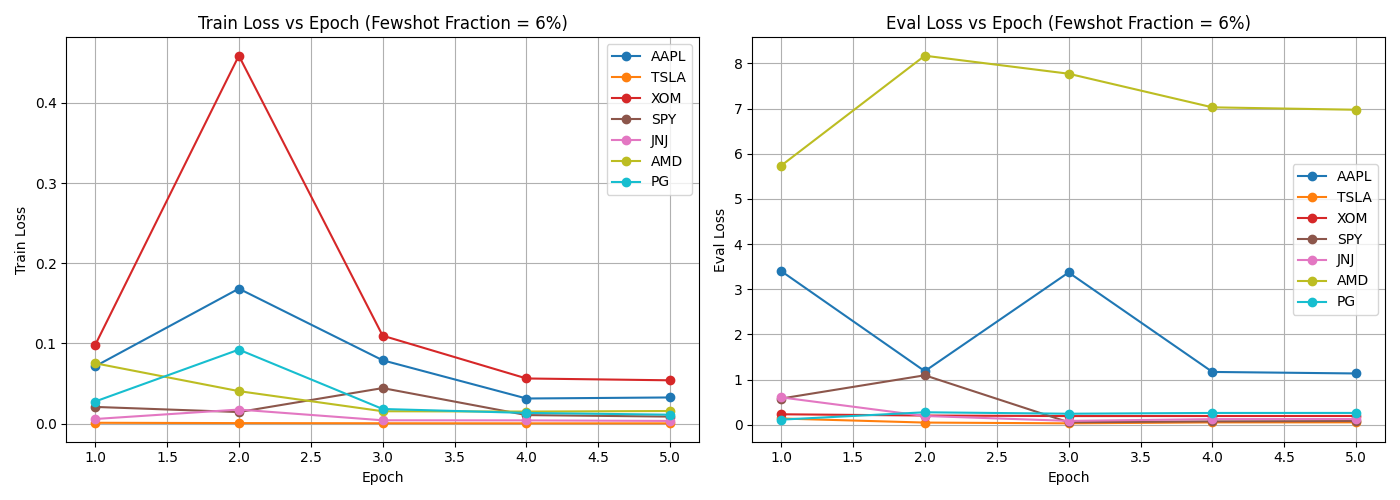 Train Loss vs Epoch (Fewshot Fraction = 6%)
Train Loss
0.4
0.3
0.2
0.1
0.0
AAPL
TSLA
XOM
SPY
JNJ
AMD
PG
1.0 1.5 2.0 2.5 3.0 3.5 4.0 4.5 5.0
Epoch
Eval Loss vs Epoch (Fewshot Fraction = 6%)
Eval Loss
8
7
6
5
4
3
2
1
0
AAPL
TSLA
XOM
SPY
JNJ
AMD
PG
1.0 1.5 2.0 2.5 3.0 3.5 4.0 4.5 5.0
Epoch